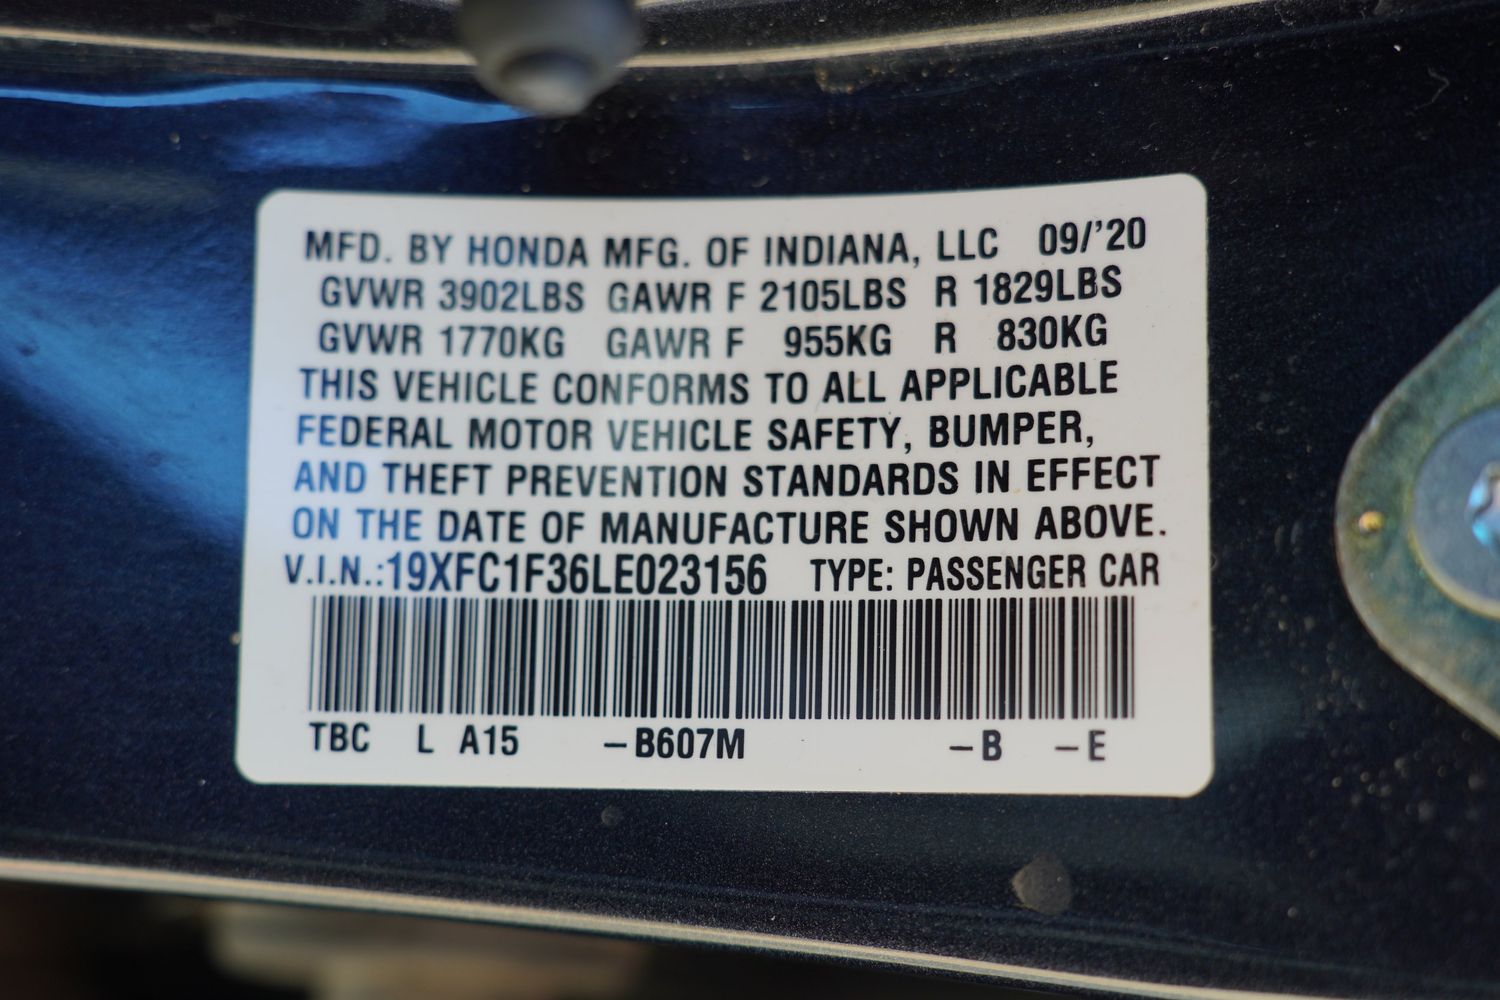 MFD. BY HONDA MFG. OF INDIANA, LLC 09/'20
GVWR 3902LBS GAWR F 2105LBS R 1829LBS
GVWR 1770KG GAWR F 955KG R 830KG
THIS VEHICLE CONFORMS TO ALL APPLICABLE
FEDERAL MOTOR VEHICLE SAFETY, BUMPER,
AND THEFT PREVENTION STANDARDS IN EFFECT
ON THE DATE OF MANUFACTURE SHOWN ABOVE.
V.I.N.:19XFC1F36LE023156 TYPE: PASSENGER CAR
TBC L A15 –B607M –B –E